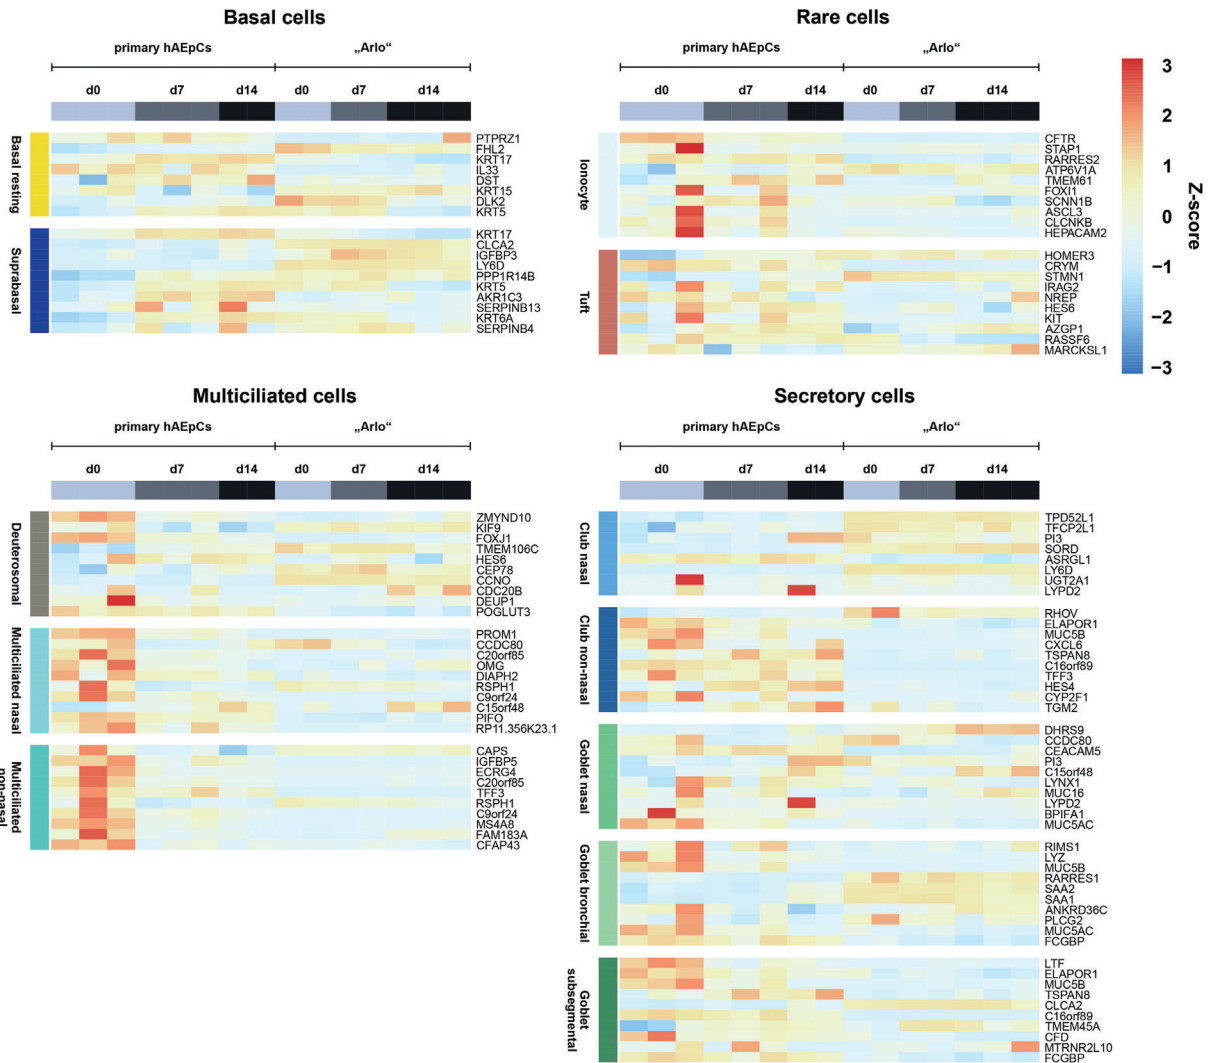 Basal cells
primary hAEpCs
„Arlo“
d0
d7
d14
d0
d7
d14
Basal resting
PTPRZ1
FHL2
KRT17
IL33
DST
KRT15
DLK2
KRT5
Suprabasal
KRT17
CLCA2
IGFBP3
LY6D
PPP1R14B
KRT5
AKR1C3
SERPINB13
KRT6A
SERPINB4
Rare cells
primary hAEpCs
„Arlo“
d0
d7
d14
d0
d7
d14
Ionocyte
CFTR
STAP1
RARRES2
ATP6V1A
TMEM61
FOXI1
SCNN1B
ASCL3
CLCNKB
HEPACAM2
Tuft
HOMER3
CRYM
STMN1
IRAG2
NREP
HES6
KIT
AZGP1
RASSF6
MARCKSL1
3
2
1
0
−1
−2
−3
Z-score
Multiciliated cells
primary hAEpCs
„Arlo“
d0
d7
d14
d0
d7
d14
Deuterosomal
ZMYND10
KIF9
FOXJ1
TMEM106C
HES6
CEP78
CCNO
CDC20B
DEUP1
POGLUT3
Multiciliated nasal
PROM1
CCDC80
C20orf85
OMG
DIAPH2
RSPH1
C9orf24
C15orf48
PIFO
RP11.356K23.1
Multiciliated
non-nasal
CAPS
IGFBP5
ECRG4
C20orf85
TFF3
RSPH1
C9orf24
MS4A8
FAM183A
CFAP43
Secretory cells
primary hAEpCs
„Arlo“
d0
d7
d14
d0
d7
d14
Club nasal
TPD52L1
TFCP2L1
PI3
SORD
ASRGL1
LY6D
UGT2A1
LYPD2
Club non-nasal
RHOV
ELAPOR1
MUC5B
CXCL6
TSPAN8
C16orf89
TFF3
HES4
CYP2F1
TGM2
Goblet nasal
DHRS9
CCDC80
CEACAM5
PI3
C15orf48
LYNX1
MUC16
LYPD2
BPIFA1
MUC5AC
Goblet bronchial
RIMS1
LYZ
MUC5B
RARRES1
SAA2
SAA1
ANKRD36C
PLCG2
MUC5AC
FCGBP
Goblet
subsegmental
LTF
ELAPOR1
MUC5B
TSPAN8
CLCA2
C16orf89
TMEM45A
CFD
MTRNR2L10
FCGBP